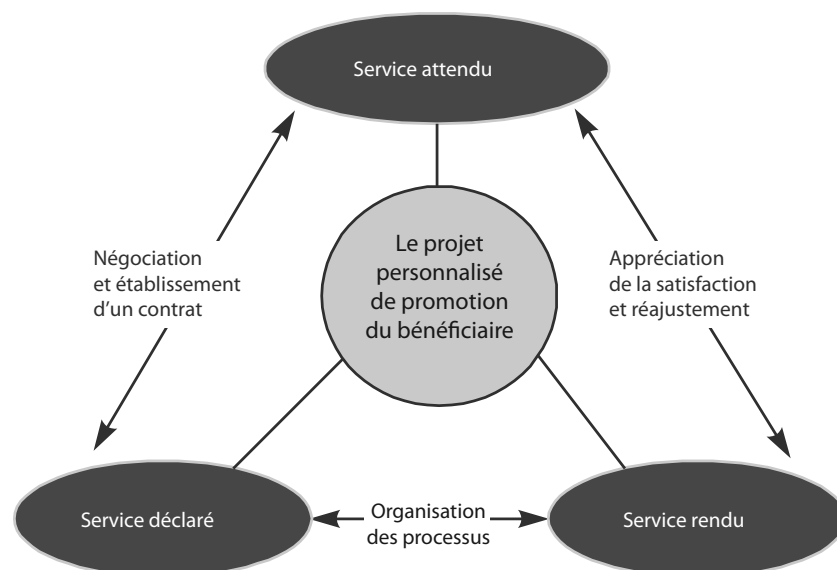 Service attendu
Négociation
et établissement
d'un contrat
Le projet
personnalisé
de promotion
du bénéficiaire
Appréciation
de la satisfaction
et réajustement
Service déclaré
Organisation
des processus
Service rendu